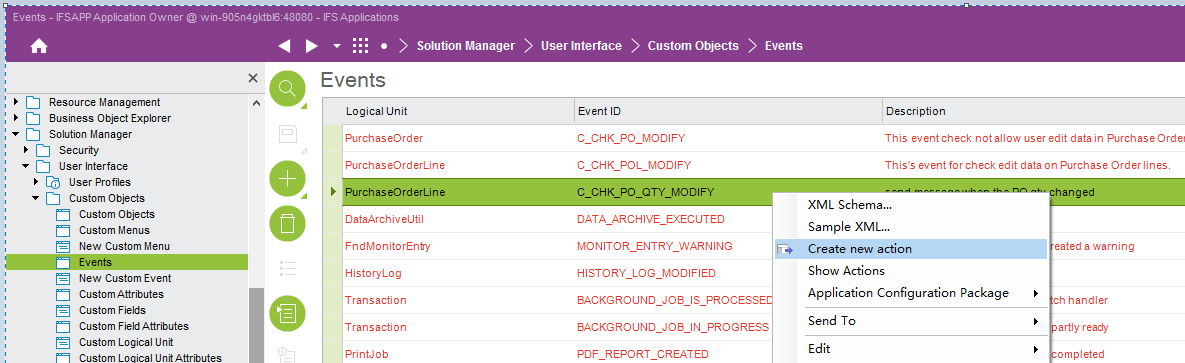 Events - IFSAPP Application Owner @ win-905n4gktbl6:48080 - IFS Applications
Solution Manager
User Interface
Custom Objects
Events
Resource Management
Business Object Explorer
Solution Manager
Security
User Interface
User Profiles
Custom Objects
Custom Objects
Custom Menus
New Custom Menu
Events
New Custom Event
Custom Attributes
Custom Fields
Custom Field Attributes
Custom Logical Unit
Custom Logical Unit Attributes
Events
Logical Unit Event ID Description
PurchaseOrder C_CHK_PO_MODIFY This event check not allow user edit data in Purchase Order
PurchaseOrderLine C_CHK_POL_MODIFY This's event for check edit data on Purchase Order lines.
PurchaseOrderLine C_CHK_PO_QTY_MODIFY send message when the PO qty changed
DataArchiveUtil DATA_ARCHIVE_EXECUTED
FndMonitorEntry MONITOR_ENTRY_WARNING created a warning
HistoryLog HISTORY_LOG_MODIFIED
Transaction BACKGROUND_JOB_IS_PROCESSED tch handler
Transaction BACKGROUND_JOB_IN_PROGRESS partly ready
PrintJob PDF_REPORT_CREATED completed
XML Schema...
Sample XML...
Create new action
Show Actions
Application Configuration Package
Send To
Edit